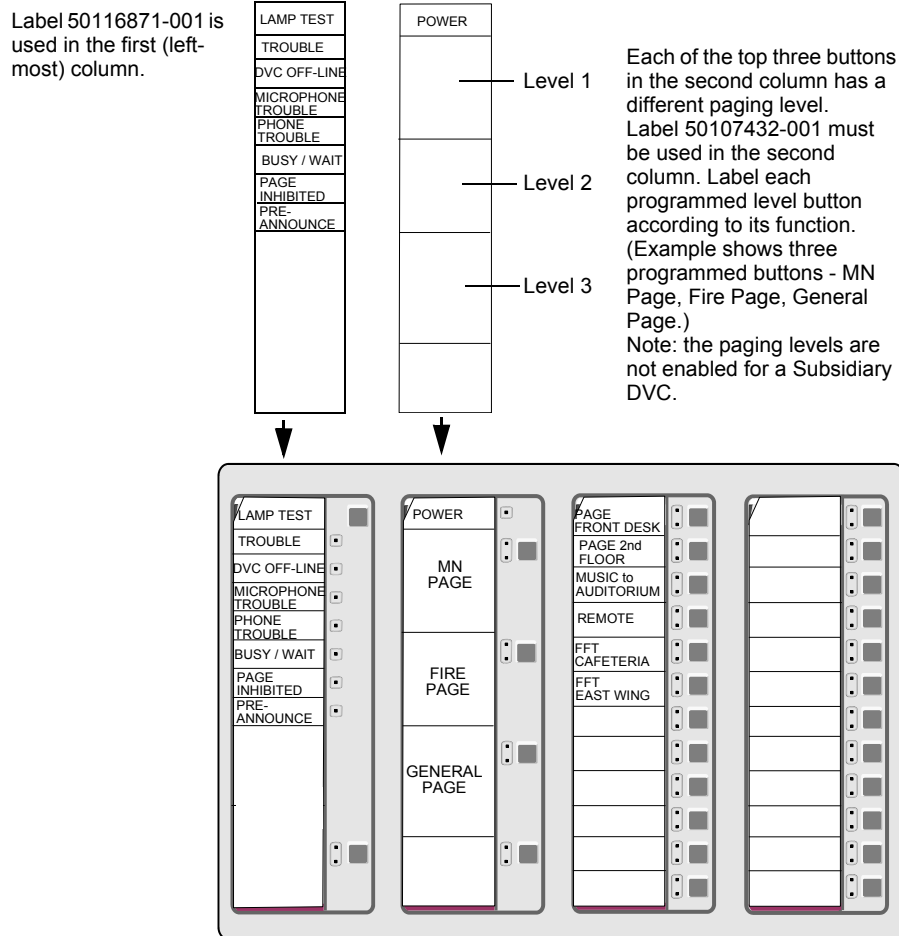 Label 50116871-001 is
used in the first (left-
most) column.
LAMP TEST
TROUBLE
DVC OFF-LINE
MICROPHONE
TROUBLE
PHONE
TROUBLE
BUSY / WAIT
PAGE
INHIBITED
PRE-
ANNOUNCE
POWER
Level 1
Level 2
Level 3
Each of the top three buttons
in the second column has a
different paging level.
Label 50107432-001 must
be used in the second
column. Label each
programmed level button
according to its function.
(Example shows three
programmed buttons - MN
Page, Fire Page, General
Page.)
Note: the paging levels are
not enabled for a Subsidiary
DVC.
LAMP TEST
TROUBLE
DVC OFF-LINE
MICROPHONE
TROUBLE
PHONE
TROUBLE
BUSY / WAIT
PAGE
INHIBITED
PRE-
ANNOUNCE
POWER
MN
PAGE
FIRE
PAGE
GENERAL
PAGE
PAGE
FRONT DESK
PAGE 2nd
FLOOR
MUSIC to
AUDITORIUM
REMOTE
FFT
CAFETERIA
FFT
EAST WING